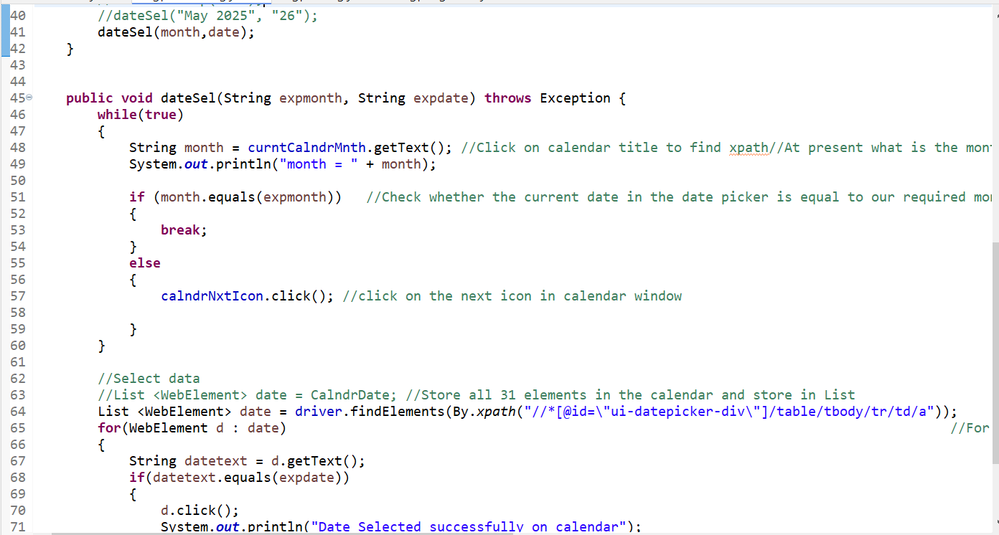 40 //dateSel("May 2025", "26");
41 dateSel(month,date);
42 }
43
44
45 public void dateSel(String expmonth, String expdate) throws Exception {
46 while(true)
47 {
48 String month = curntCalndrMnth.getText(); //Click on calendar title to find xpath//At present what is the
49 System.out.println("month = " + month);
50
51 if (month.equals(expmonth)) //Check whether the current date in the date picker is equal to our required
52 {
53 break;
54 }
55 else
56 {
57 calndrNxtIcon.click(); //click on the next icon in calendar window
58
59 }
60 }
61
62 //Select data
63 //List <WebElement> date = CalndrDate; //Store all 31 elements in the calendar and store in List
64 List <WebElement> date = driver.findElements(By.xpath("//*[@id=\"ui-datepicker-div\"]/table/tbody/tr/td/a"));
65 for(WebElement d : date) //For
66 {
67 String datetext = d.getText();
68 if(datetext.equals(expdate))
69 {
70 d.click();
71 System.out.println("Date Selected successfully on calendar");